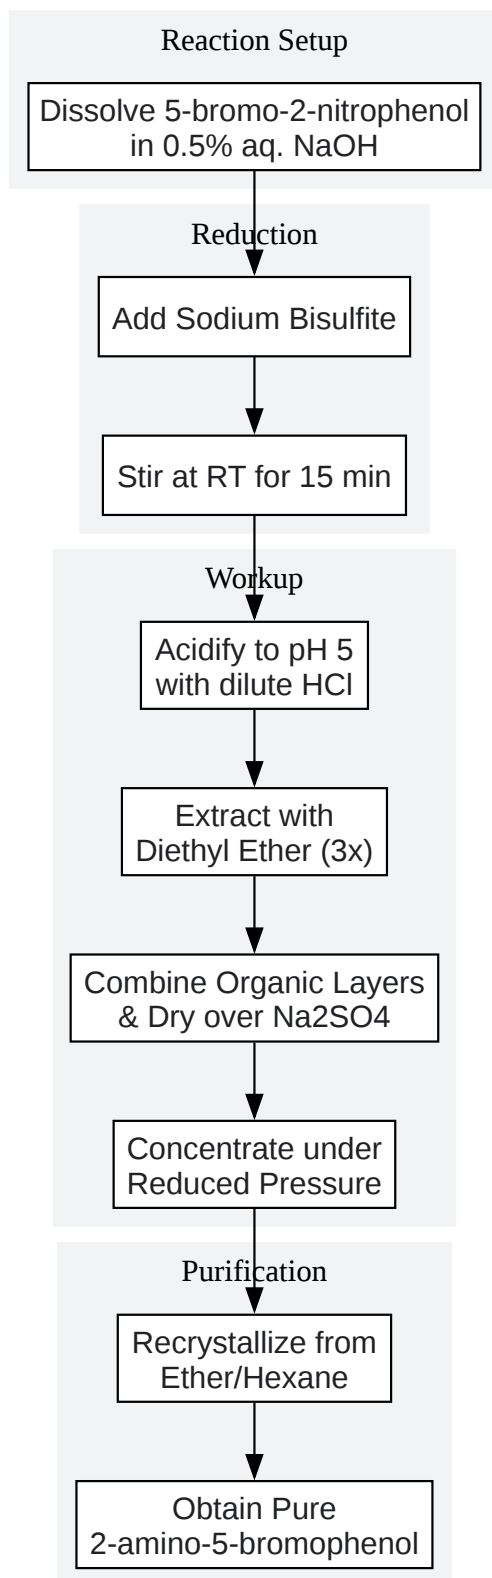 Reaction Setup
Dissolve 5-bromo-2-nitrophenol
in 0.5% aq. NaOH
Reduction
Add Sodium Bisulfite
Stir at RT for 15 min
Workup
Acidify to pH 5
with dilute HCl
Extract with
Diethyl Ether (3x)
Combine Organic Layers
& Dry over Na2SO4
Concentrate under
Reduced Pressure
Purification
Recrystallize from
Ether/Hexane
Obtain Pure
2-amino-5-bromophenol